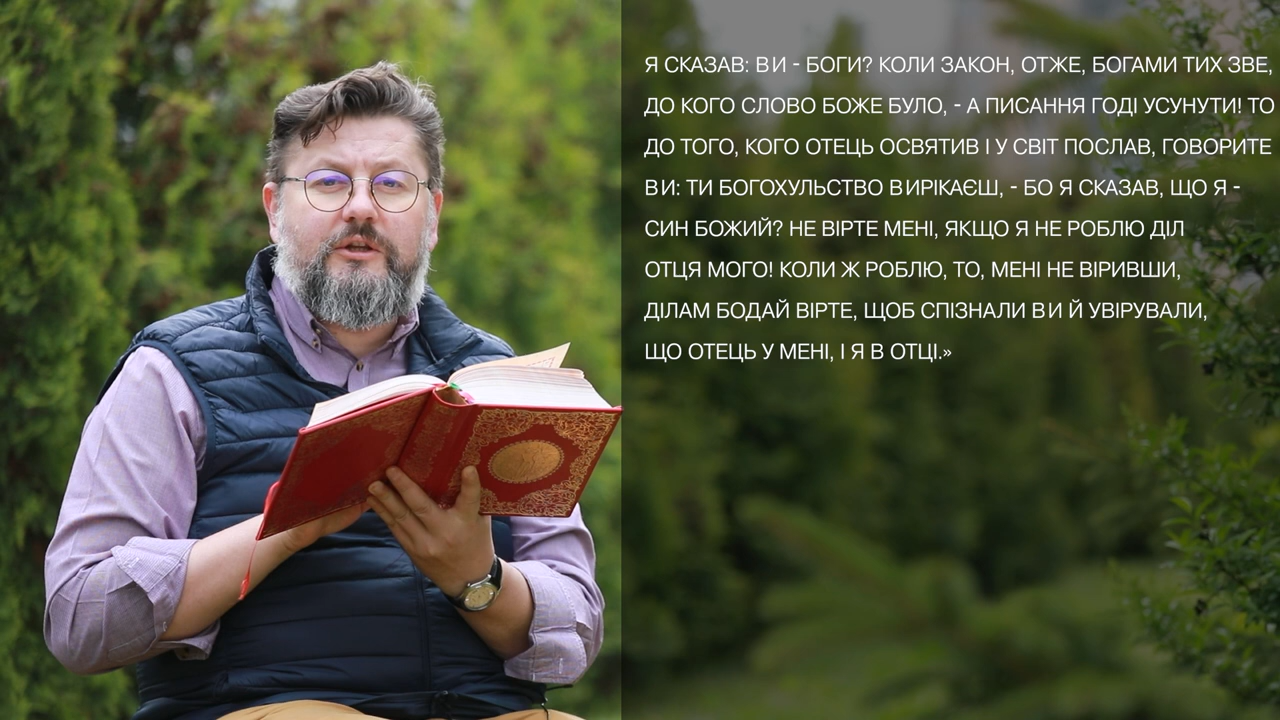 Я СКАЗАВ: ВИ - БОГИ? КОЛИ ЗАКОН, ОТЖЕ, БОГАМИ ТИХ ЗВЕ,
ДО КОГО СЛОВО БОЖЕ БУЛО, - А ПИСАННЯ ГОДІ УСУНУТИ! ТО
ДО ТОГО, КОГО ОТЕЦЬ ОСВЯТИВ І У СВІТ ПОСЛАВ, ГОВОРИТЕ
ВИ: ТИ БОГОХУЛЬСТВО ВИРІКАЄШ, - БО Я СКАЗАВ, ЩО Я -
СИН БОЖИЙ? НЕ ВІРТЕ МЕНІ, ЯКЩО Я НЕ РОБЛЮ ДІЛ
ОТЦЯ МОГО! КОЛИ Ж РОБЛЮ, ТО, МЕНІ НЕ ВІРИВШИ,
ДІЛАМ БОДАЙ ВІРТЕ, ЩОБ СПІЗНАЛИ ВИ Й УВІРУВАЛИ,
ЩО ОТЕЦЬ У МЕНІ, І Я В ОТЦІ.»